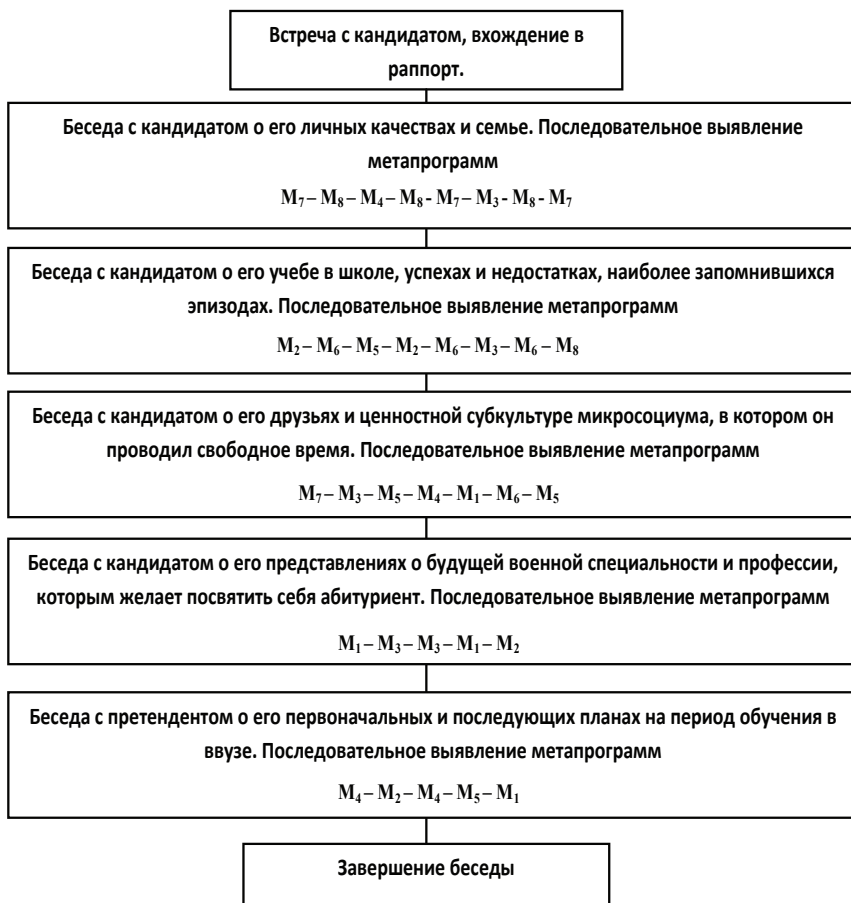 Встреча с кандидатом, вхождение в
раппорт.
Беседа с кандидатом о его личных качествах и семье. Последовательное выявление
метапрограмм
M₇ – M₈ – M₄ – M₈ - M₇ – M₃ - M₈ - M₇
Беседа с кандидатом о его учебе в школе, успехах и недостатках, наиболее запомнившихся
эпизодах. Последовательное выявление метапрограмм
M₂ – M₆ – M₅ – M₂ – M₆ – M₃ – M₆ – M₈
Беседа с кандидатом о его друзьях и ценностной субкультуре микросоциума, в котором он
проводил свободное время. Последовательное выявление метапрограмм
M₇ – M₃ – M₅ – M₄ – M₁ – M₆ – M₅
Беседа с кандидатом о его представлениях о будущей военной специальности и профессии,
которым желает посвятить себя абитуриент. Последовательное выявление метапрограмм
M₁ – M₃ – M₃ – M₁ – M₂
Беседа с претендентом о его первоначальных и последующих планах на период обучения в
ввузе. Последовательное выявление метапрограмм
M₄ – M₂ – M₄ – M₅ – M₁
Завершение беседы